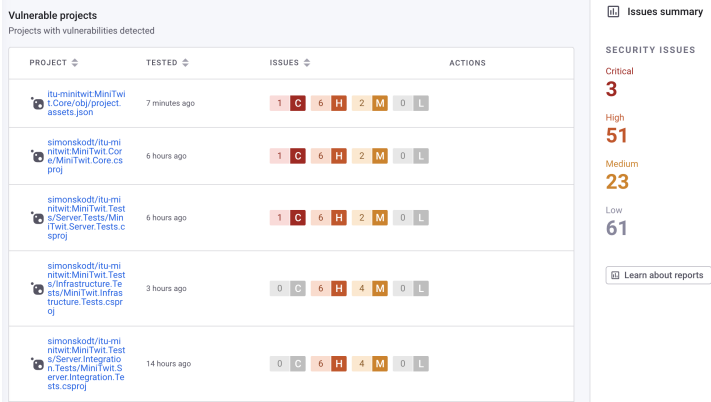 Vulnerable projects
Projects with vulnerabilities detected
PROJECT TESTED ISSUES ACTIONS
itu-minitwit:MiniTwi
t.Core/obj/project.
assets.json
7 minutes ago
1 C 6 H 2 M 0 L
simonskodt/itu-mi
nitwit:MiniTwit.Cor
e/MiniTwit.Core.cs
proj
6 hours ago
1 C 6 H 2 M 0 L
simonskodt/itu-mi
nitwit:MiniTwit.Test
s/Server.Tests/Min
iTwit.Server.Tests.c
sproj
6 hours ago
1 C 6 H 2 M 0 L
simonskodt/itu-mi
nitwit:MiniTwit.Test
s/Infrastructure.Te
sts/MiniTwit.Infras
tructure.Tests.cspr
oj
3 hours ago
0 C 6 H 4 M 0 L
simonskodt/itu-mi
nitwit:MiniTwit.Test
s/Server.Integratio
n.Tests/MiniTwit.S
erver.Integration.Te
sts.csproj
14 hours ago
0 C 6 H 4 M 0 L
Issues summary
SECURITY ISSUES
Critical
3
High
51
Medium
23
Low
61
Learn about reports